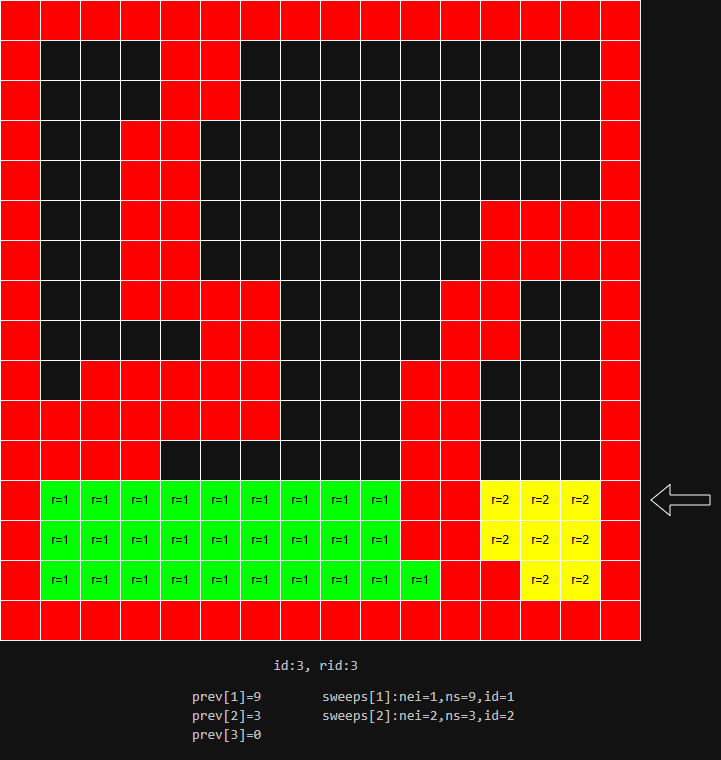 r=1 r=1 r=1 r=1 r=1 r=1 r=1 r=1 r=1 r=2 r=2 r=2
r=1 r=1 r=1 r=1 r=1 r=1 r=1 r=1 r=1 r=2 r=2 r=2
r=1 r=1 r=1 r=1 r=1 r=1 r=1 r=1 r=1 r=1 r=2 r=2
id:3, rid:3
prev[1]=9 sweeps[1]:nei=1,ns=9,id=1
prev[2]=3 sweeps[2]:nei=2,ns=3,id=2
prev[3]=0